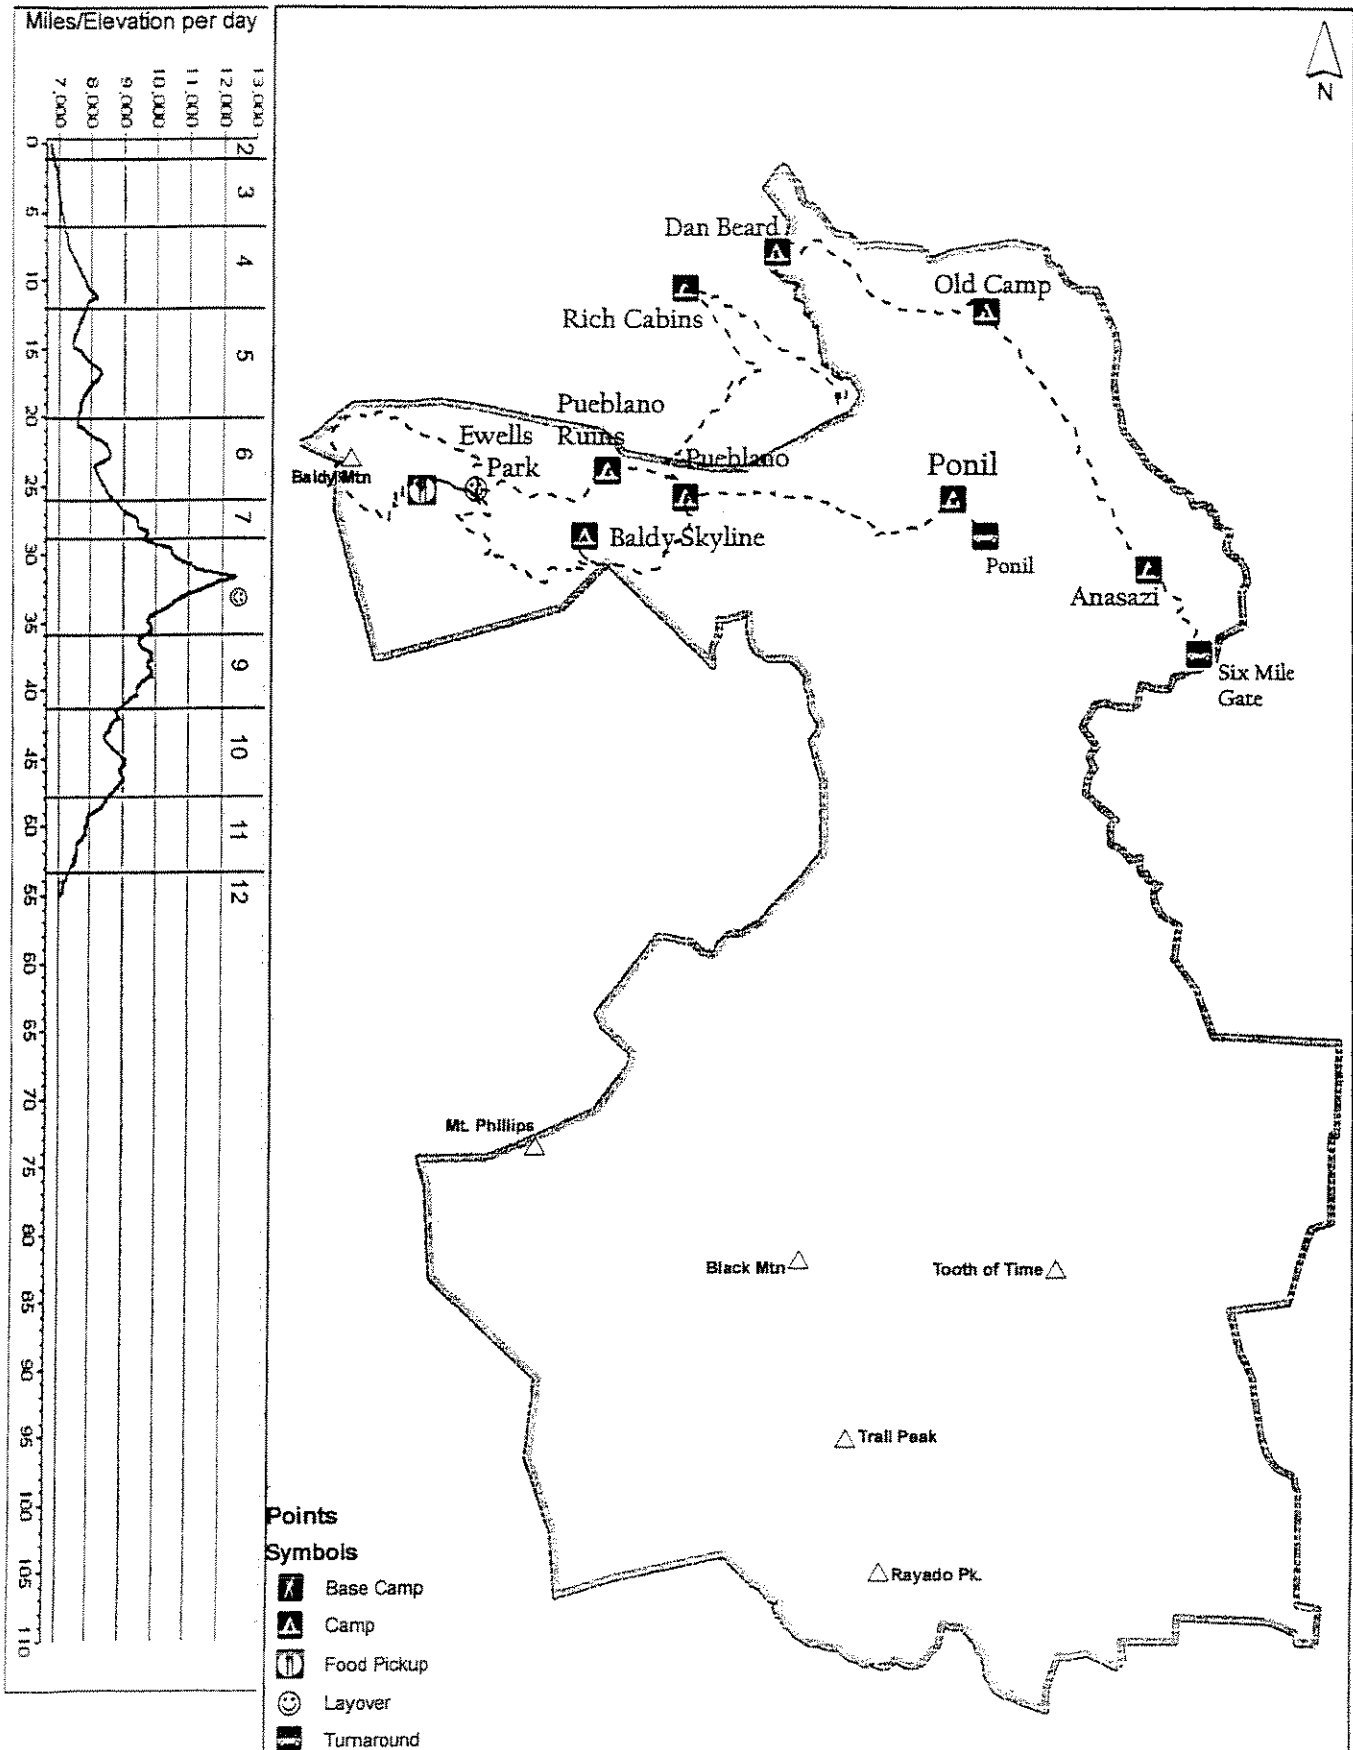 Miles/Elevation per day
13,000
12,000
11,000
10,000
9,000
8,000
7,000
0
5
10
15
20
25
30
35
40
45
50
55
60
65
70
75
80
85
90
95
100
105
110
2
3
4
5
6
7
9
10
11
12
N
Dan Beard
Old Camp
Rich Cabins
Pueblano
Ruins
Ewells
Park
Pueblano
Baldy Mtn
Ponil
Baldy Skyline
Ponil
Anasazi
Six Mile
Gate
Mt. Phillips
Black Mtn
Tooth of Time
Trail Peak
Rayado Pk.
Points
Symbols
Base Camp
Camp
Food Pickup
Layover
Turnaround